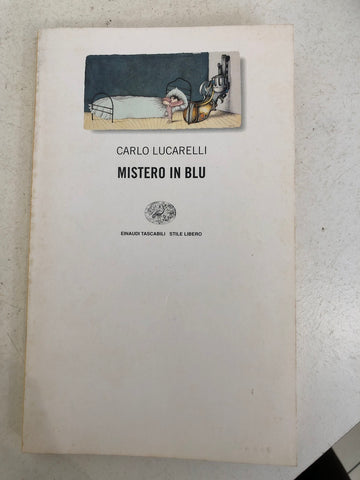 CARLO LUCARELLI
MISTERO IN BLU
EINAUDI TASCABILI STILE LIBERO